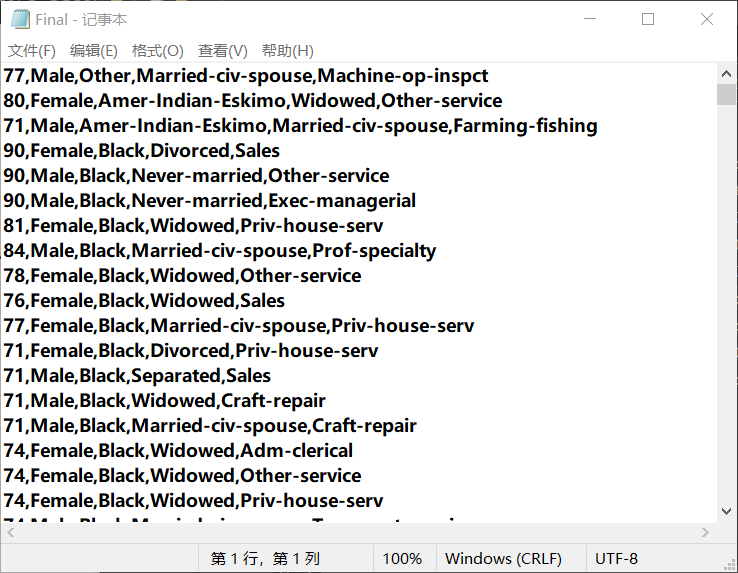 Final - 记事本
文件(F) 编辑(E) 格式(O) 查看(V) 帮助(H)
77,Male,Other,Married-civ-spouse,Machine-op-inspct
80,Female,Amer-Indian-Eskimo,Widowed,Other-service
71,Male,Amer-Indian-Eskimo,Married-civ-spouse,Farming-fishing
90,Female,Black,Divorced,Sales
90,Male,Black,Never-married,Other-service
90,Male,Black,Never-married,Exec-managerial
81,Female,Black,Widowed,Priv-house-serv
84,Male,Black,Married-civ-spouse,Prof-specialty
78,Female,Black,Widowed,Other-service
76,Female,Black,Widowed,Sales
77,Female,Black,Married-civ-spouse,Priv-house-serv
71,Female,Black,Divorced,Priv-house-serv
71,Male,Black,Separated,Sales
71,Male,Black,Widowed,Craft-repair
71,Male,Black,Married-civ-spouse,Craft-repair
74,Female,Black,Widowed,Adm-clerical
74,Female,Black,Widowed,Other-service
74,Female,Black,Widowed,Priv-house-serv
第 1 行，第 1 列 100% Windows (CRLF) UTF-8